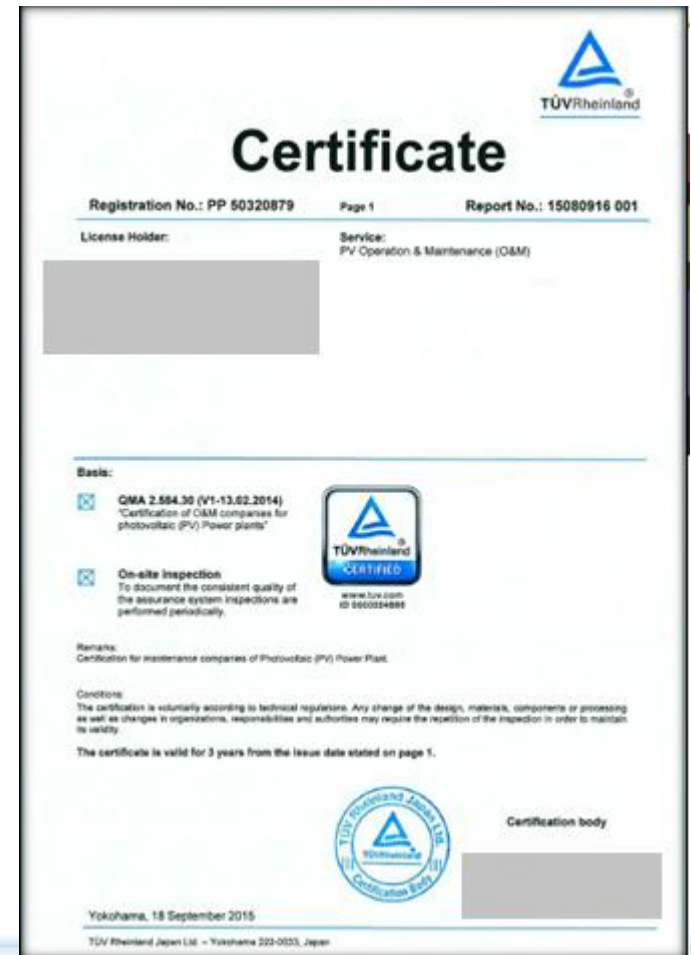 TÜVRheinland®
Certificate
Registration No.: PP 50320879 Page 1 Report No.: 15080916 001
License Holder: Service:
PV Operation & Maintenance (O&M)
Basis:
QMA 2.584.30 (V1-13.02.2014)
"Certification of O&M companies for
photovoltaic (PV) Power plants"
TÜVRheinland®
CERTIFIED
www.tuv.com
On-site Inspection
To document the consistent quality of
the assurance system inspections are
performed periodically.
Remarks:
Certification for maintenance companies of Photovoltaic (PV) Power Plant.
Conditions:
The certification is voluntarily according to technical regulations. Any change of the design, materials, components or processing
as well as changes in organizations, responsibilities and authorities may require the repetition of the inspection in order to maintain
its validity.
The certificate is valid for 3 years from the issue date stated on page 1.
TÜV Rheinland Japan Ltd.
TÜVRheinland
Certification Body
Certification body
Yokohama, 18 September 2015
TÜV Rheinland Japan Ltd. – Yokohama 222-0033, Japan